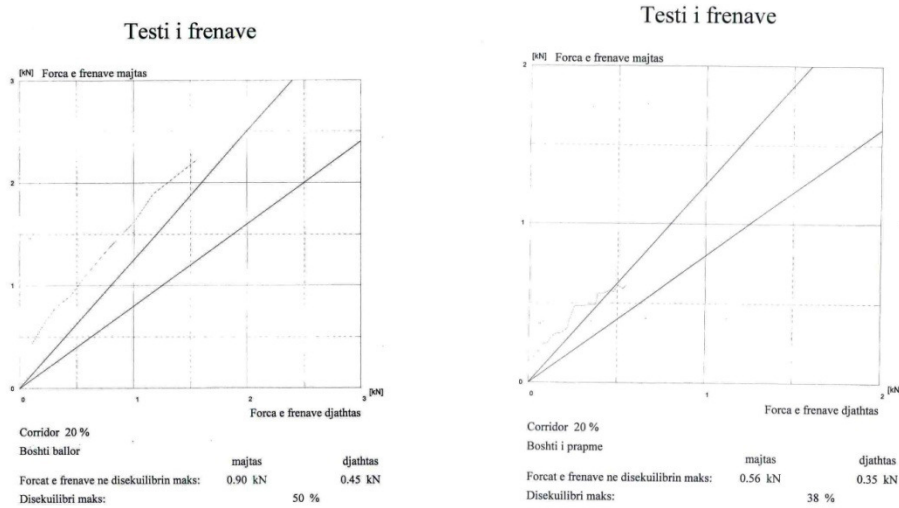 Testi i frenave
[kN] Forca e frenave majtas
3
2
1
0
0 1 2 3 [kN]
Forca e frenave djathtas
Corridor 20 %
Boshti ballor
majtas djathtas
Forcat e frenave ne disekuilibrin maks: 0.90 kN 0.45 kN
Disekuilibri maks: 50 %
Testi i frenave
[kN] Forca e frenave majtas
2
1
0
0 1 2 [kN
Forca e frenave djathtas
Corridor 20 %
Boshti i prapme
majtas djathtas
Forcat e frenave ne disekuilibrin maks: 0.56 kN 0.35 kN
Disekuilibri maks: 38 %